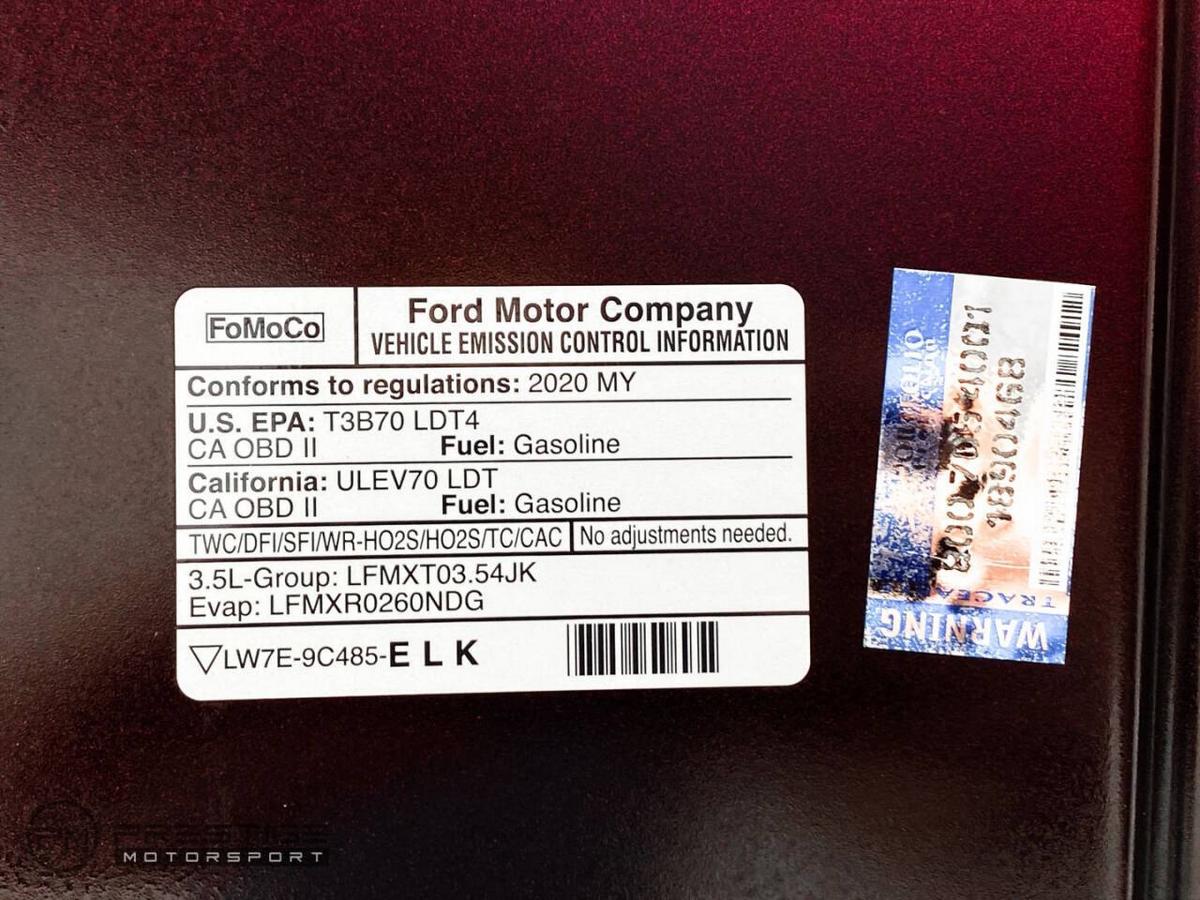 FoMoCo
Ford Motor Company
VEHICLE EMISSION CONTROL INFORMATION
Conforms to regulations: 2020 MY
U.S. EPA: T3B70 LDT4
CA OBD II Fuel: Gasoline
California: ULEV70 LDT
CA OBD II Fuel: Gasoline
TWC/DFI/SFI/WR-HO2S/HO2S/TC/CAC
No adjustments needed.
3.5L-Group: LFMXT03.54JK
Evap: LFMXR0260NDG
LW7E-9C485-E L K
WARNING
PRESTIGE
MOTORSPORT